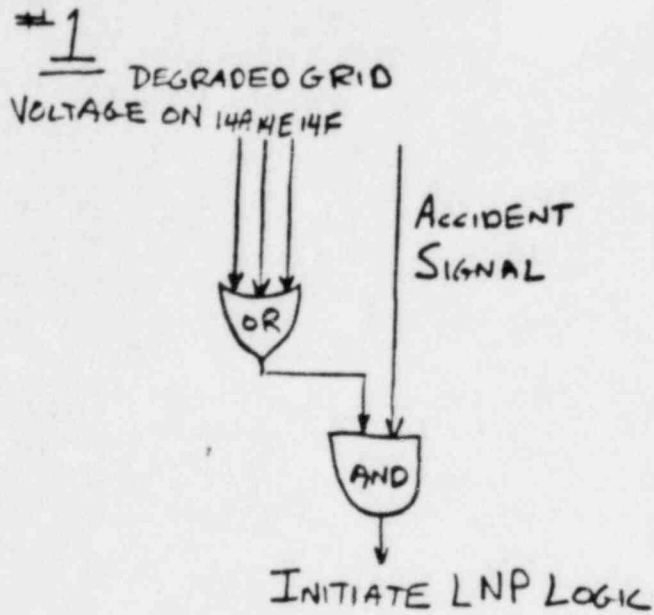 #1
DEGRADED GRID
VOLTAGE ON 14A 14E 14F
ACCIDENT
SIGNAL
OR
AND
INITIATE LNP LOGIC